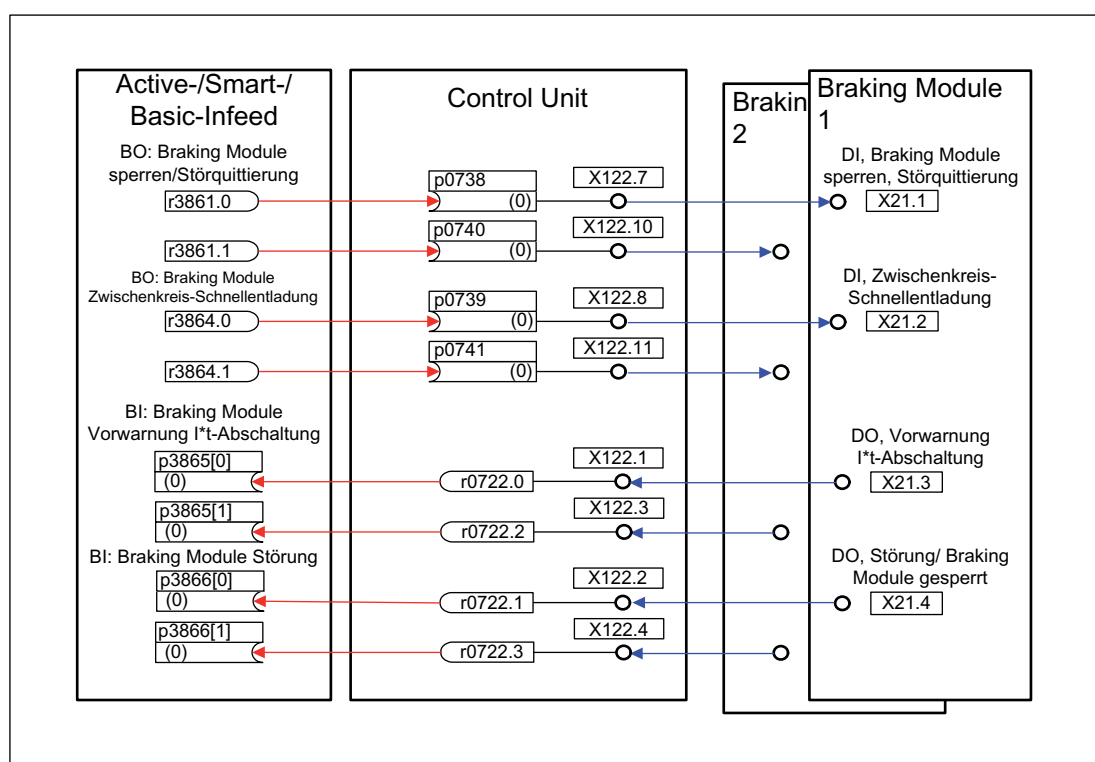 Active-/Smart-/
Basic-Infeed
BO: Braking Module
sperren/Störquittierung
r3861.0
r3861.1
BO: Braking Module
Zwischenkreis-Schnellentladung
r3864.0
r3864.1
BI: Braking Module
Vorwarnung I*t-Abschaltung
p3865[0]
(0)
p3865[1]
(0)
BI: Braking Module Störung
p3866[0]
(0)
p3866[1]
(0)
Control Unit
p0738
(0)
X122.7
p0740
(0)
X122.10
p0739
(0)
X122.8
p0741
(0)
X122.11
X122.1
r0722.0
X122.3
r0722.2
X122.2
r0722.1
X122.4
r0722.3
Brakin
2
Braking Module
1
DI, Braking Module
sperren, Störquittierung
X21.1
DI, Zwischenkreis-
Schnellentladung
X21.2
DO, Vorwarnung
I*t-Abschaltung
X21.3
DO, Störung/ Braking
Module gesperrt
X21.4